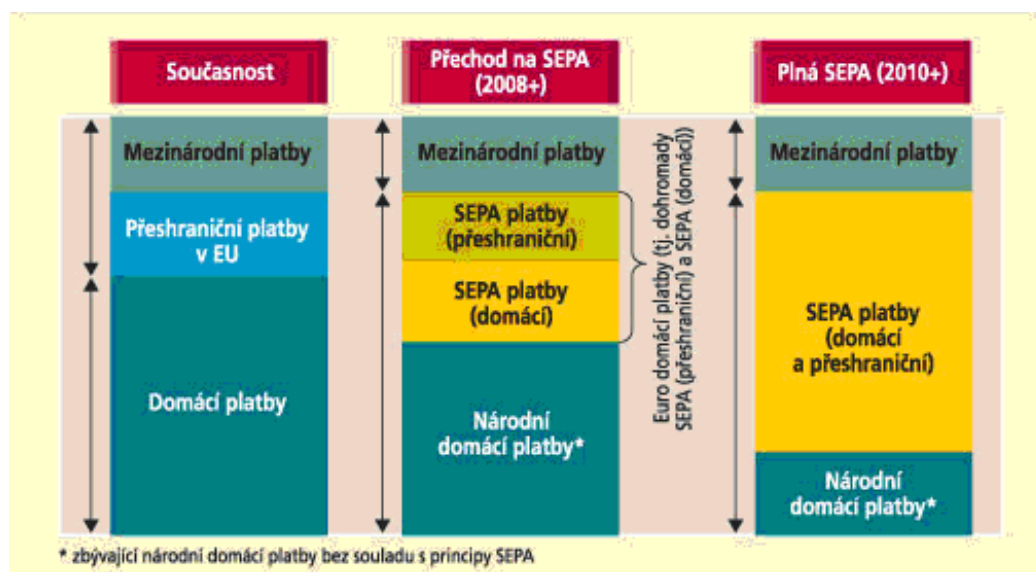 Současnost
Přechod na SEPA
(2008+)
Plná SEPA (2010+)
Mezinárodní platby
Přeshraniční platby
v EU
Domácí platby
Mezinárodní platby
SEPA platby
(přeshraniční)
SEPA platby
(domácí)
Národní
domácí platby*
Euro domácí platby (tj. dohromady
SEPA (přeshraniční) a SEPA (domácí))
Mezinárodní platby
SEPA platby
(domácí
a přeshraniční)
Národní
domácí platby*
* zbývající národní domácí platby bez souladu s principy SEPA